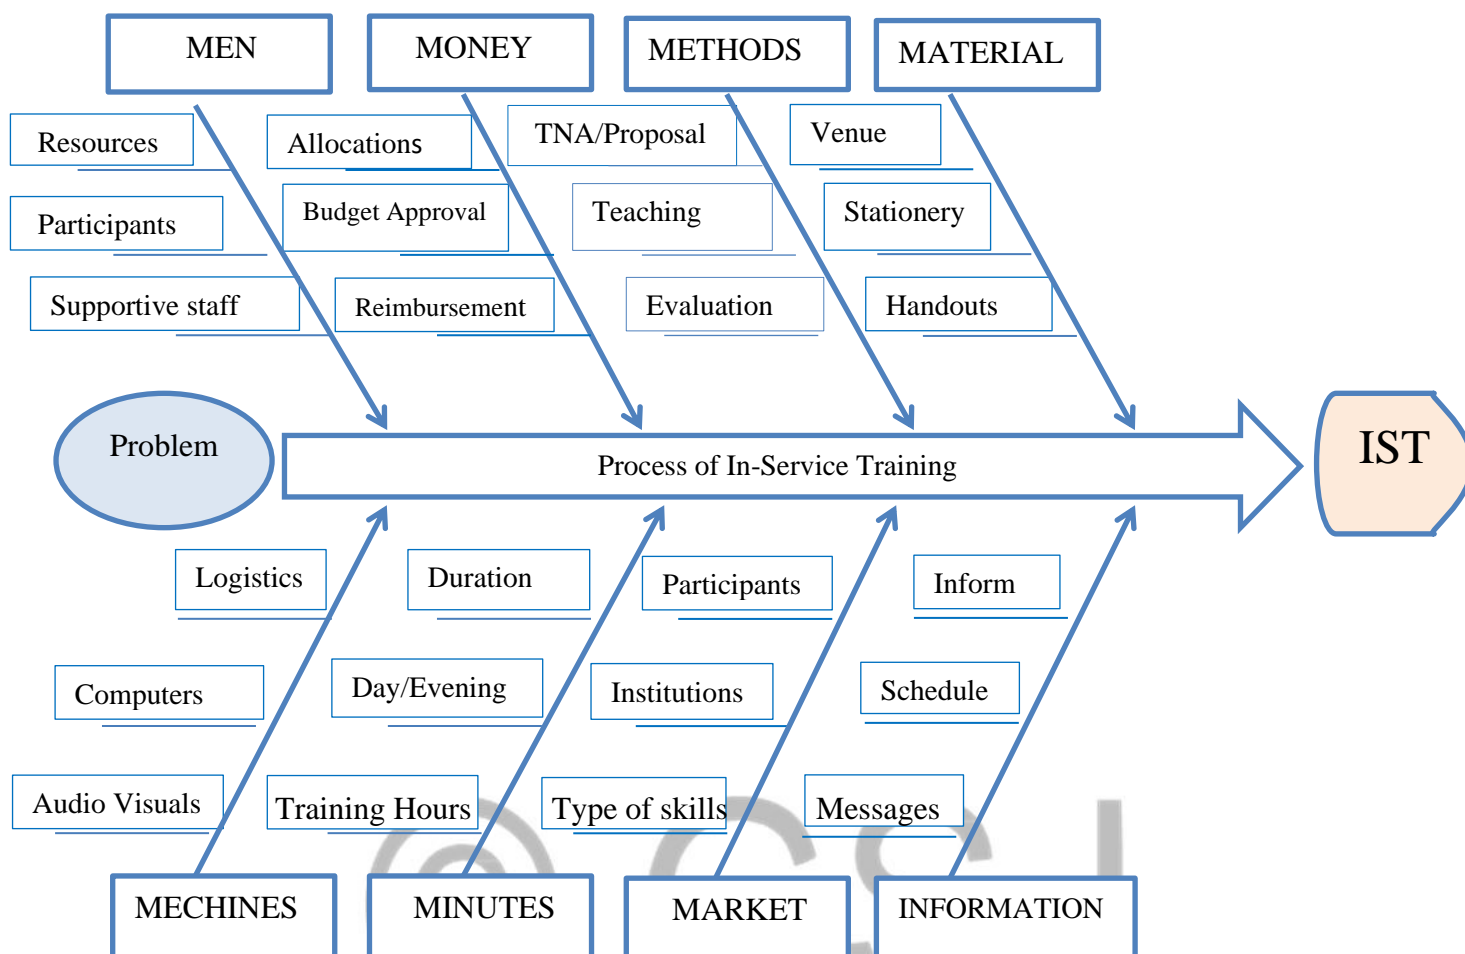 MEN
MONEY
METHODS
MATERIAL
Resources
Allocations
TNA/Proposal
Venue
Participants
Budget Approval
Teaching
Stationery
Supportive staff
Reimbursement
Evaluation
Handouts
Problem
Process of In-Service Training
IST
Logistics
Duration
Participants
Inform
Computers
Day/Evening
Institutions
Schedule
Audio Visuals
Training Hours
Type of skills
Messages
MECHINES
MINUTES
MARKET
INFORMATION
© GSJ